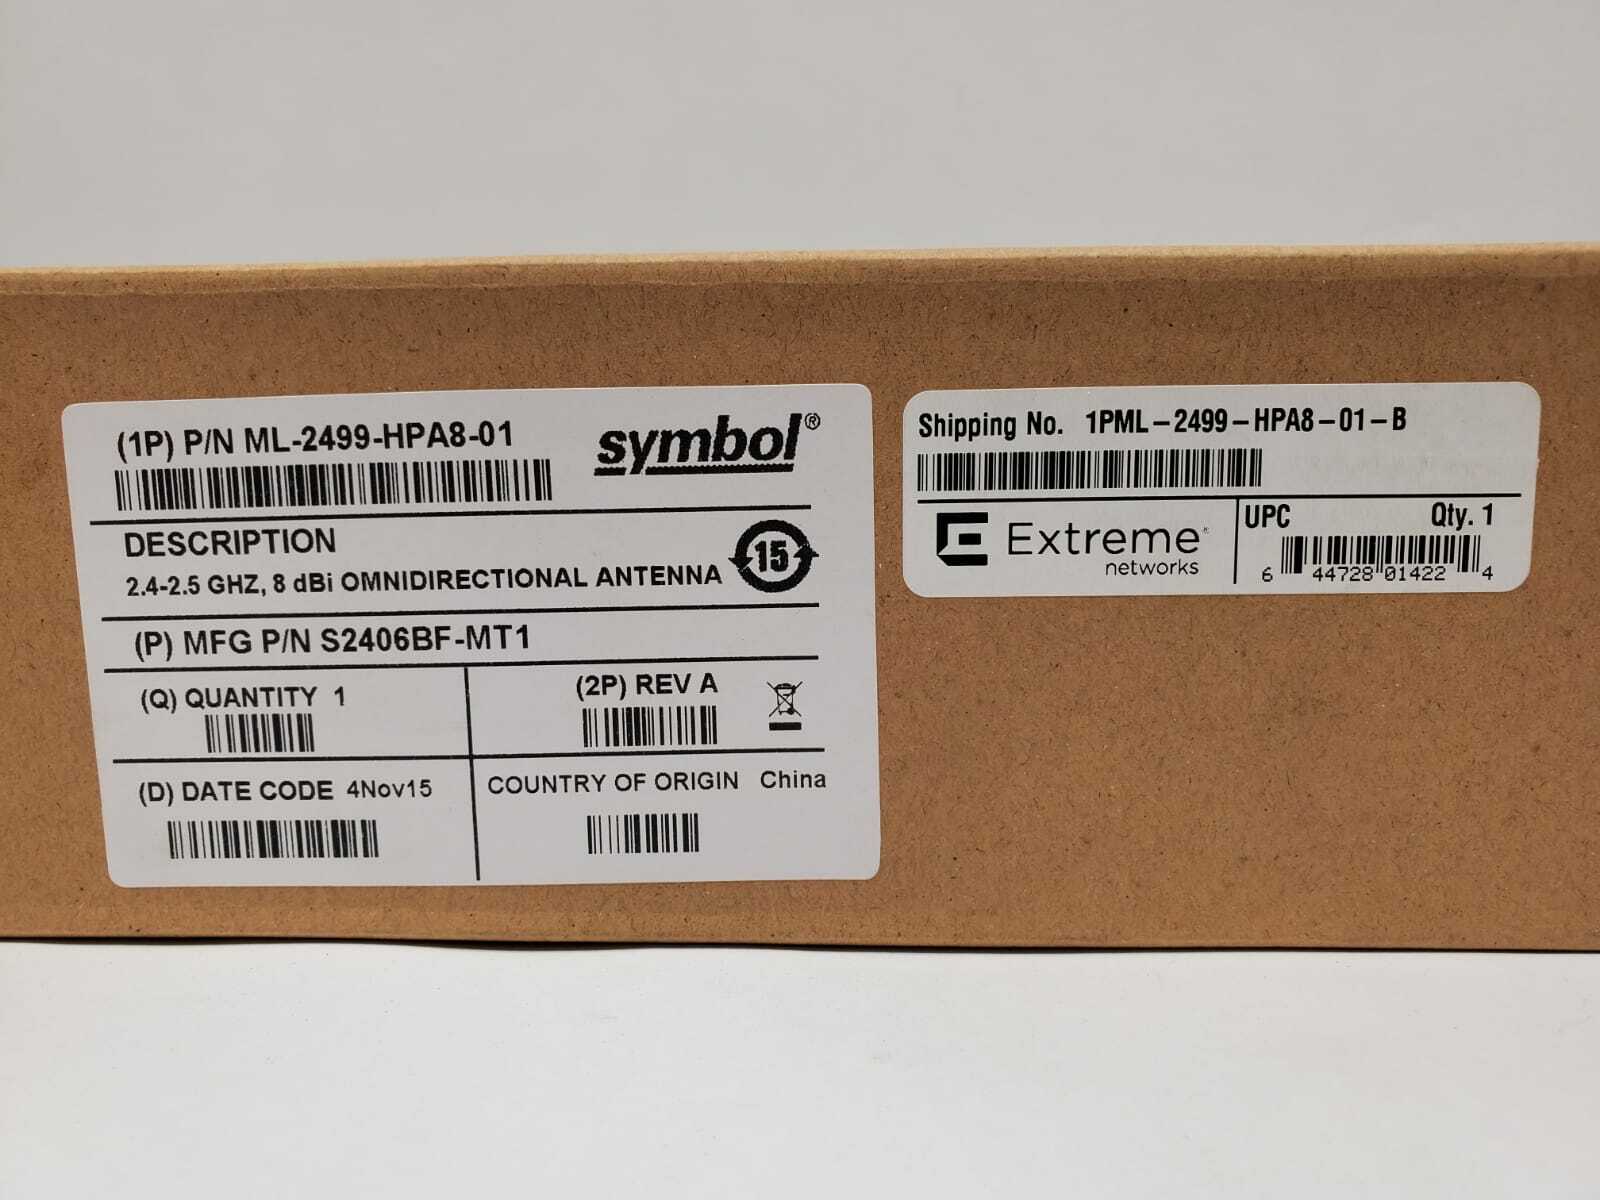 (1P) P/N ML-2499-HPA8-01
symbol®
DESCRIPTION
2.4-2.5 GHZ, 8 dBi OMNIDIRECTIONAL ANTENNA
15
(P) MFG P/N S2406BF-MT1
(Q) QUANTITY 1
(2P) REV A
(D) DATE CODE 4Nov15
COUNTRY OF ORIGIN China
Shipping No. 1PML-2499-HPA8-01-B
Extreme
networks
UPC
Qty. 1
6 44728 01422 4